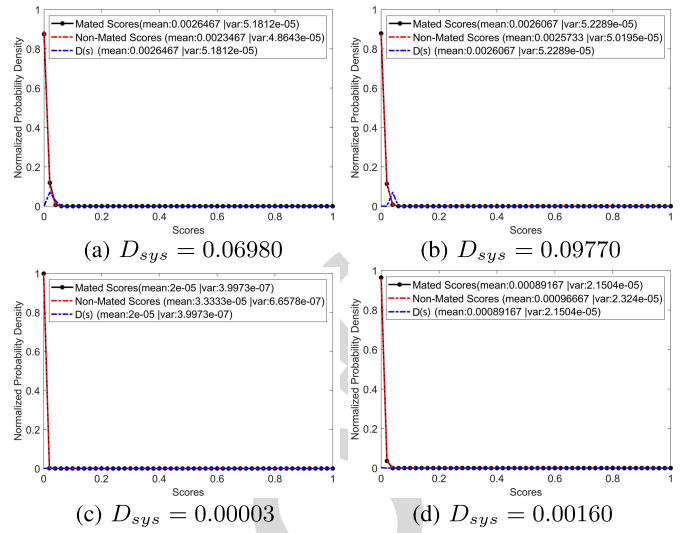 Mated Scores(mean:0.0026467 |var:5.1812e-05)
Non-Mated Scores (mean:0.0023467 |var:4.8643e-05)
D(s) (mean:0.0026467 |var:5.1812e-05)
Normalized Probability Density
1
0.8
0.6
0.4
0.2
0
0 0.2 0.4 0.6 0.8 1
Scores
(a) D_sys = 0.06980
Mated Scores(mean:0.0026067 |var:5.2289e-05)
Non-Mated Scores (mean:0.0025733 |var:5.0195e-05)
D(s) (mean:0.0026067 |var:5.2289e-05)
Normalized Probability Density
1
0.8
0.6
0.4
0.2
0
0 0.2 0.4 0.6 0.8 1
Scores
(b) D_sys = 0.09770
Mated Scores(mean:2e-05 |var:3.9973e-07)
Non-Mated Scores (mean:3.3333e-05 |var:6.6578e-07)
D(s) (mean:2e-05 |var:3.9973e-07)
Normalized Probability Density
1
0.8
0.6
0.4
0.2
0
0 0.2 0.4 0.6 0.8 1
Scores
(c) D_sys = 0.00003
Mated Scores(mean:0.00089167 |var:2.1504e-05)
Non-Mated Scores (mean:0.00096667 |var:2.324e-05)
D(s) (mean:0.00089167 |var:2.1504e-05)
Normalized Probability Density
1
0.8
0.6
0.4
0.2
0
0 0.2 0.4 0.6 0.8 1
Scores
(d) D_sys = 0.00160